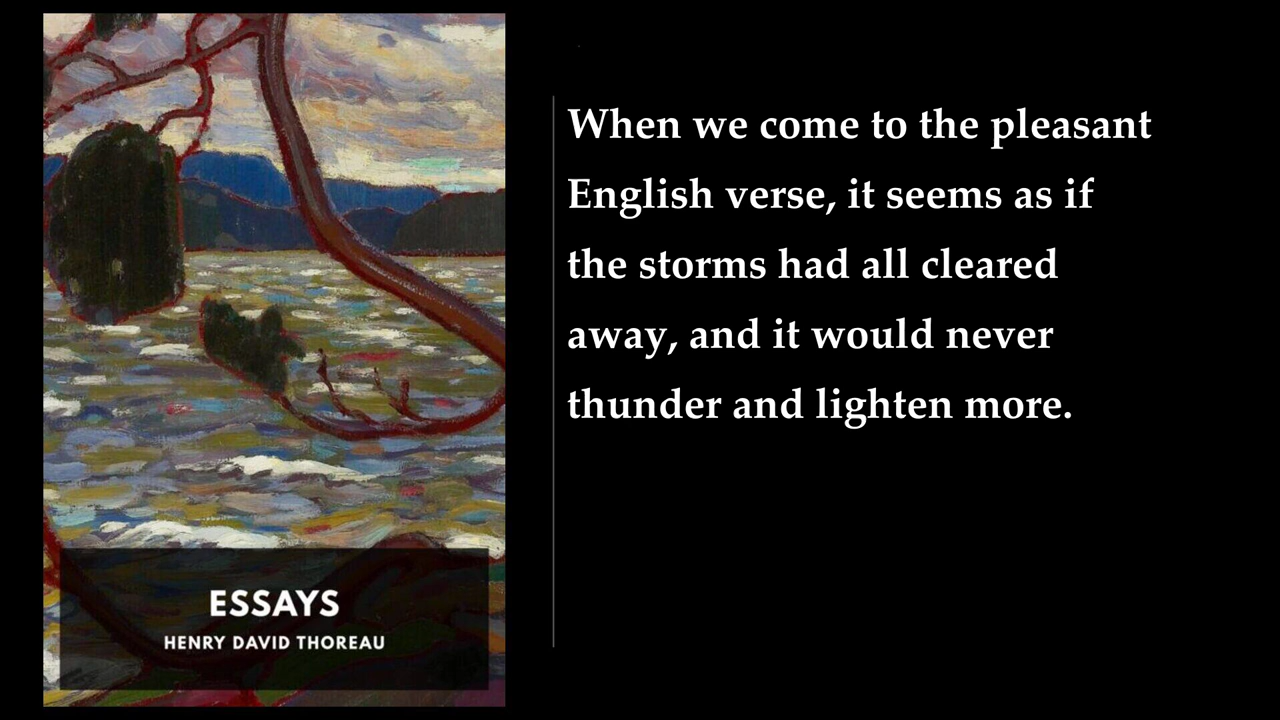 ESSAYS
HENRY DAVID THOREAU
When we come to the pleasant
English verse, it seems as if
the storms had all cleared
away, and it would never
thunder and lighten more.